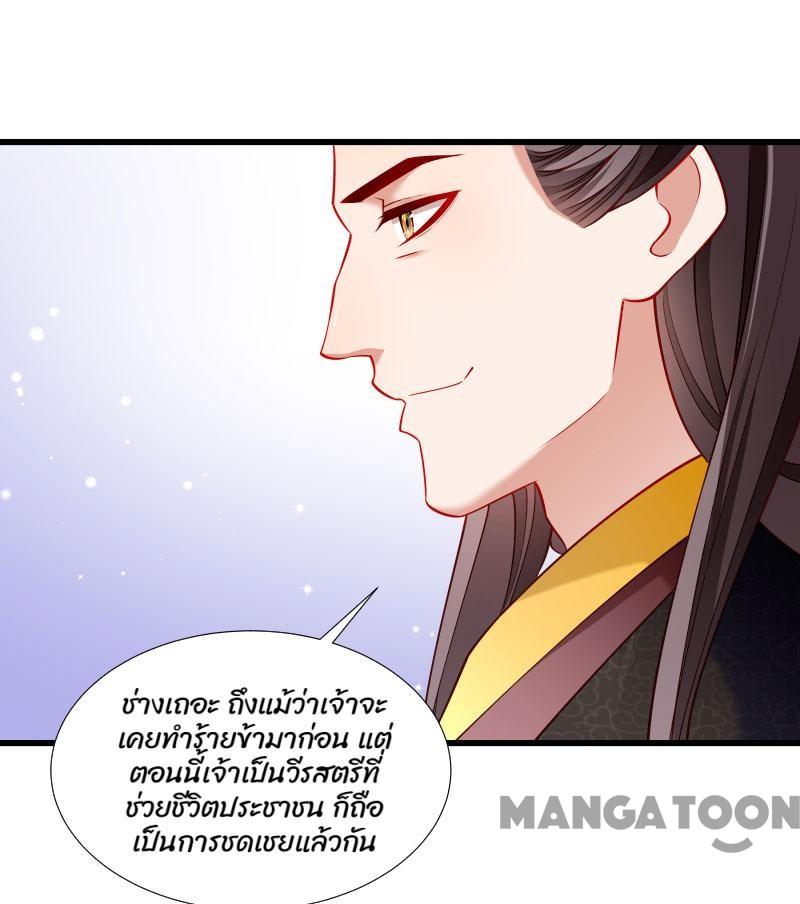 ช่างเถอะ ถึงแม้ว่าเจ้าจะ
เคยทำร้ายข้ามาก่อน แต่
ตอนนี้เจ้าเป็นวีรสตรีที่
ช่วยชีวิตประชาชน ก็ถือ
เป็นการชดเชยแล้วกัน
MANGATOON